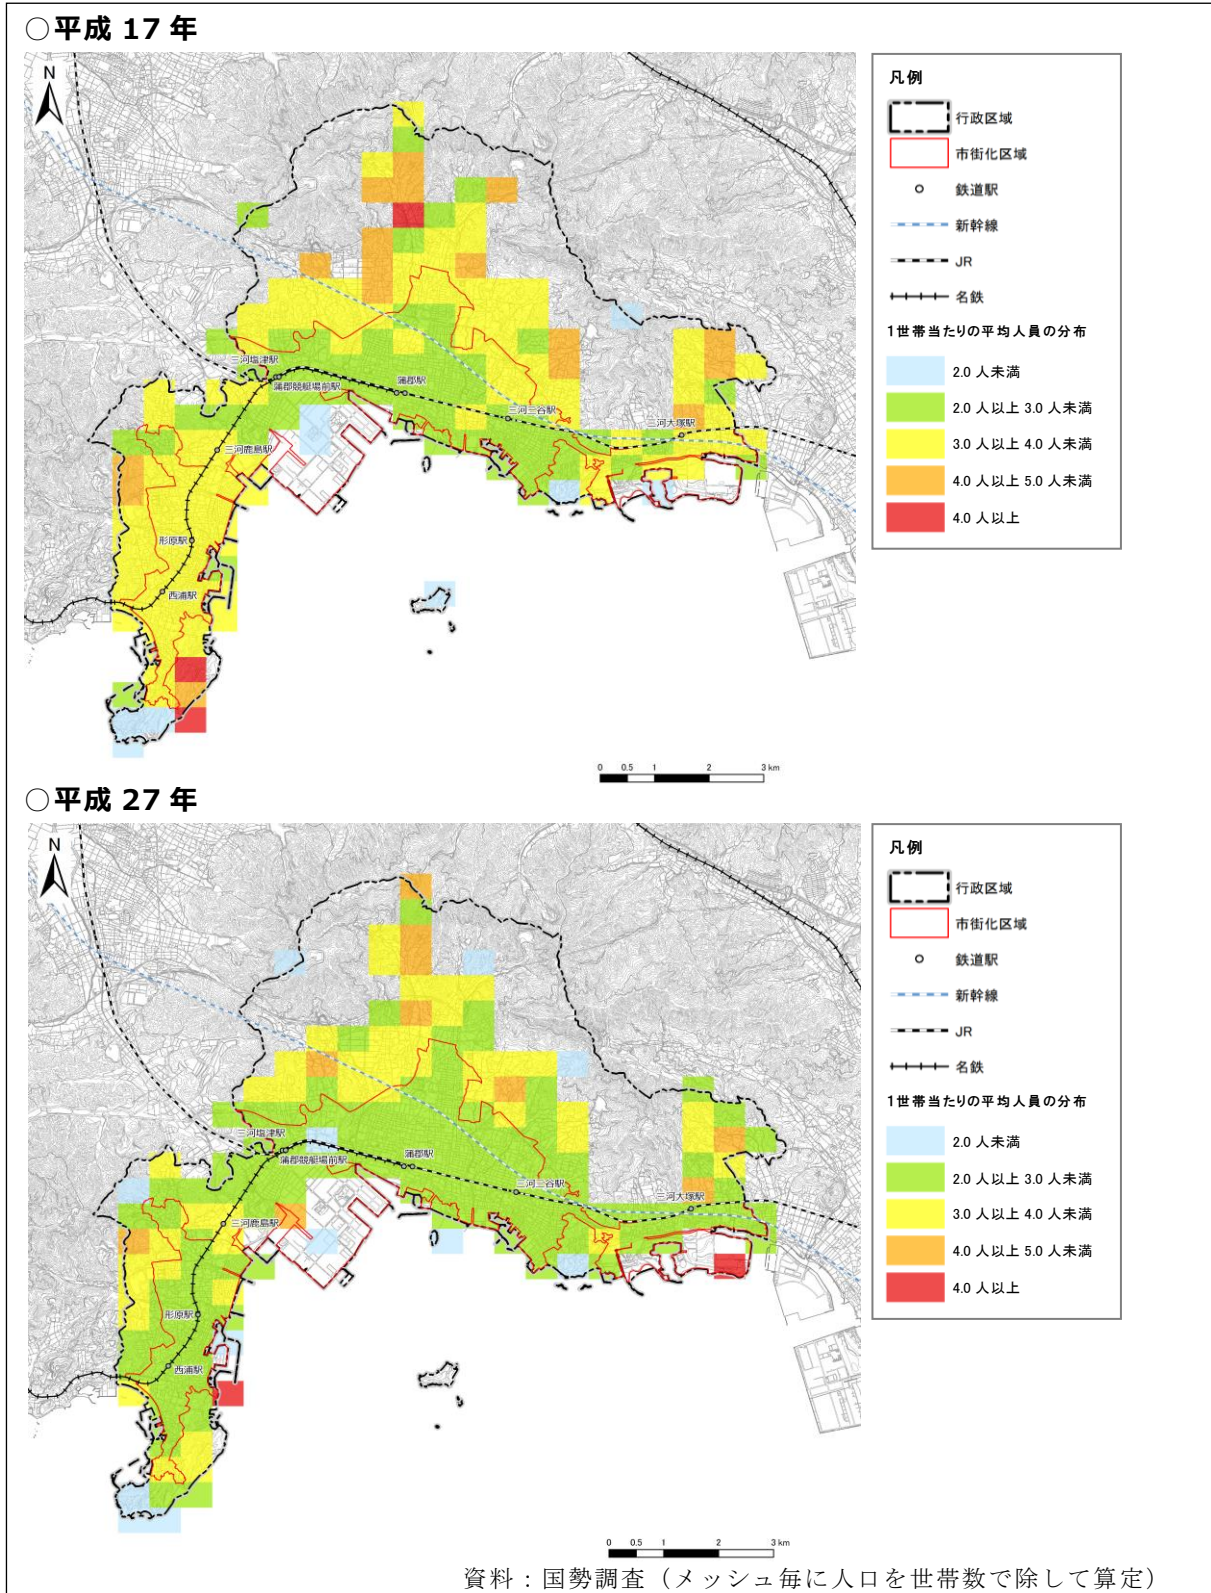 ○平成 17 年
N
三河塩津駅
蒲郡競艇場前駅
蒲郡駅
三河三谷駅
三河大塚駅
三河鹿島駅
形原駅
西浦駅
0 0.5 1 2 3 km
凡例
行政区域
市街化区域
鉄道駅
新幹線
JR
名鉄
1世帯当たりの平均人員の分布
2.0 人未満
2.0 人以上 3.0 人未満
3.0 人以上 4.0 人未満
4.0 人以上 5.0 人未満
4.0 人以上
○平成 27 年
N
三河塩津駅
蒲郡競艇場前駅
蒲郡駅
三河三谷駅
三河大塚駅
三河鹿島駅
形原駅
西浦駅
0 0.5 1 2 3 km
凡例
行政区域
市街化区域
鉄道駅
新幹線
JR
名鉄
1世帯当たりの平均人員の分布
2.0 人未満
2.0 人以上 3.0 人未満
3.0 人以上 4.0 人未満
4.0 人以上 5.0 人未満
4.0 人以上
資料：国勢調査（メッシュ毎に人口を世帯数で除して算定）